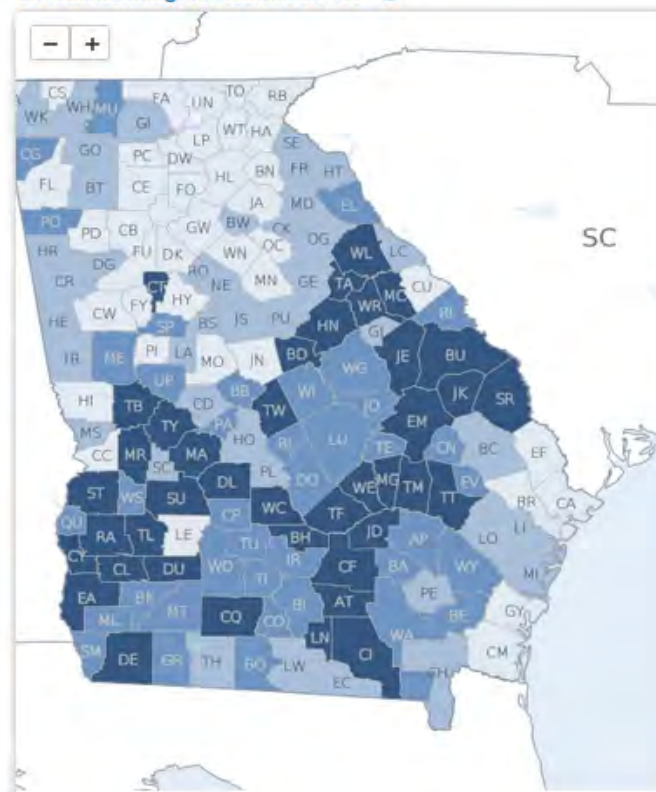 − +
CS FA UN TO RB
WK WH MU GI
WT HA
LP
CG GO PC DW SE
FL BT CE FO HL BN FR HT
JA MD EL
PO PD CB GW BW CK
OC OG
HR FU DK WN WL LC SC
DG RO
CR CT NE MN GE TA CU
FY HY WR MC
CW RI
HE SP BS JS PU HN GL
ME PI LA BD JE BU
MO JN WG
UP
HI BB WI JK SR
TB CD TW JO
TY PA EM
MS HO LU CN BC
CC MR MA TE EF
SC PL
DL DO EV
ST WS SU WE MG TM TT BR CA
WC TF
QU LI
RA TL LE BH JD LO
TU AP
CY IR
CL DU WO CF BA WY MI
TI
EA PE
MT BI AT BE GY
CQ CO
LN WA
SM CI CM
DE GR TH BO LW
EC